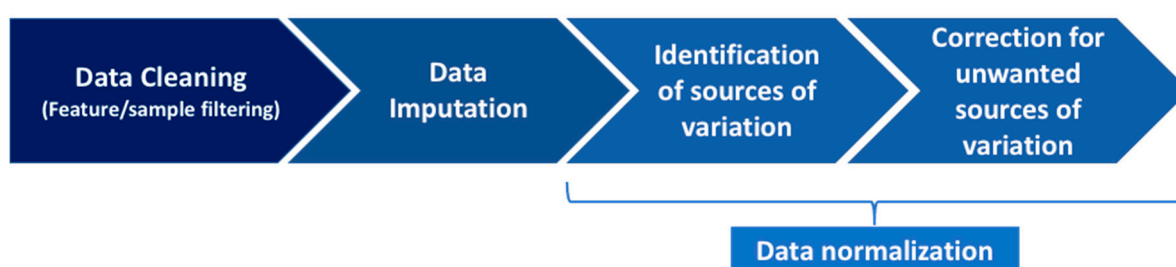 Data Cleaning
(Feature/sample filtering)
Data
Imputation
Identification
of sources of
variation
Correction for
unwanted
sources of
variation
Data normalization